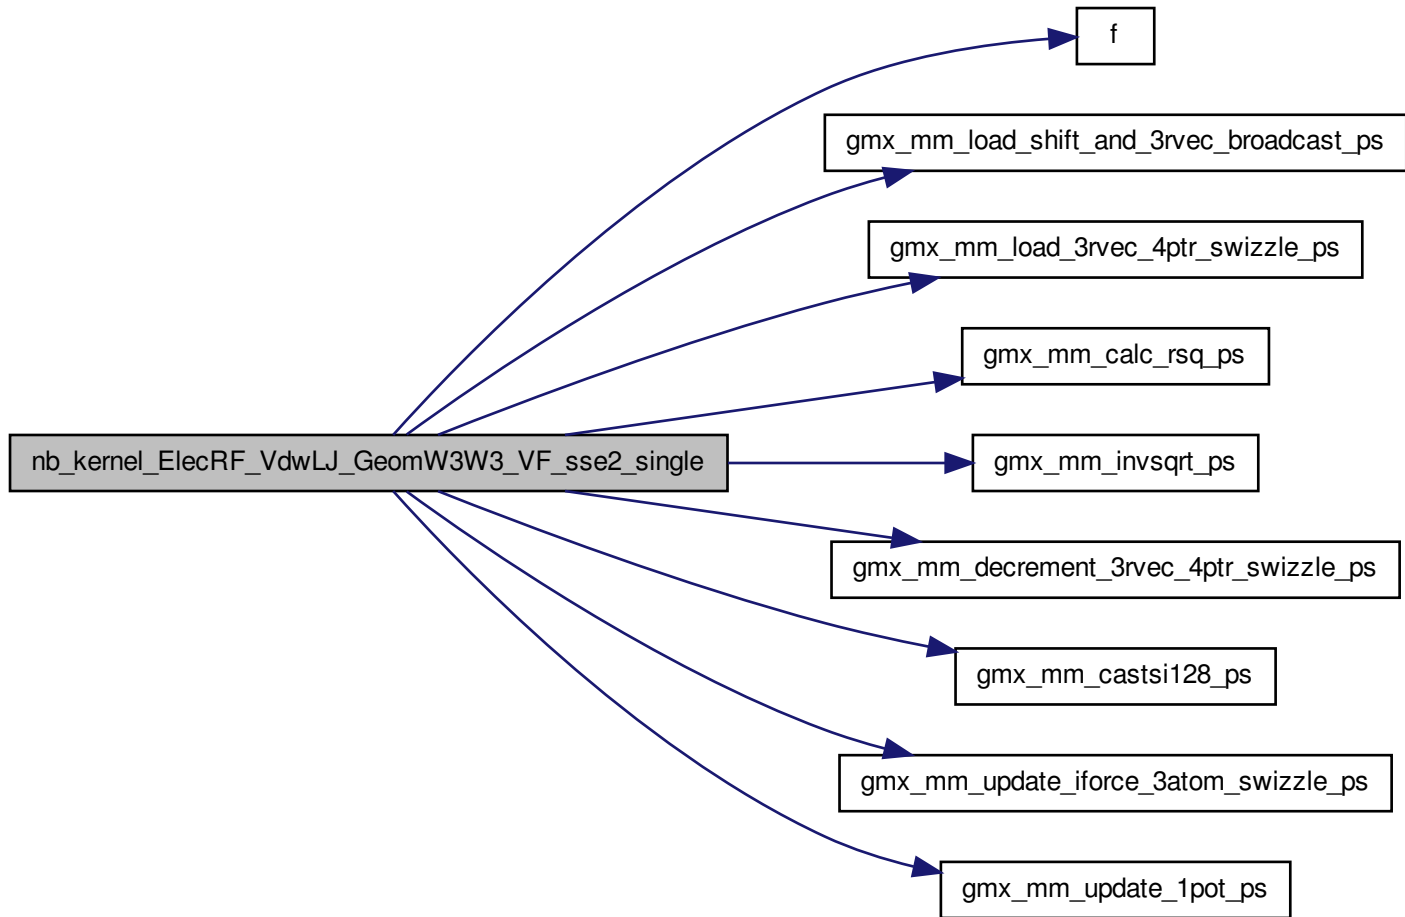 f
gmx_mm_load_shift_and_3rvec_broadcast_ps
gmx_mm_load_3rvec_4ptr_swizzle_ps
gmx_mm_calc_rsq_ps
nb_kernel_ElecRF_VdwLJ_GeomW3W3_VF_sse2_single
gmx_mm_invsqrt_ps
gmx_mm_decrement_3rvec_4ptr_swizzle_ps
gmx_mm_castsi128_ps
gmx_mm_update_iforce_3atom_swizzle_ps
gmx_mm_update_1pot_ps